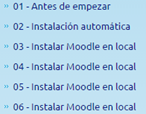 » 01 - Antes de empezar
» 02 - Instalación automática
» 03 - Instalar Moodle en local
» 04 - Instalar Moodle en local
» 05 - Instalar Moodle en local
» 06 - Instalar Moodle en local